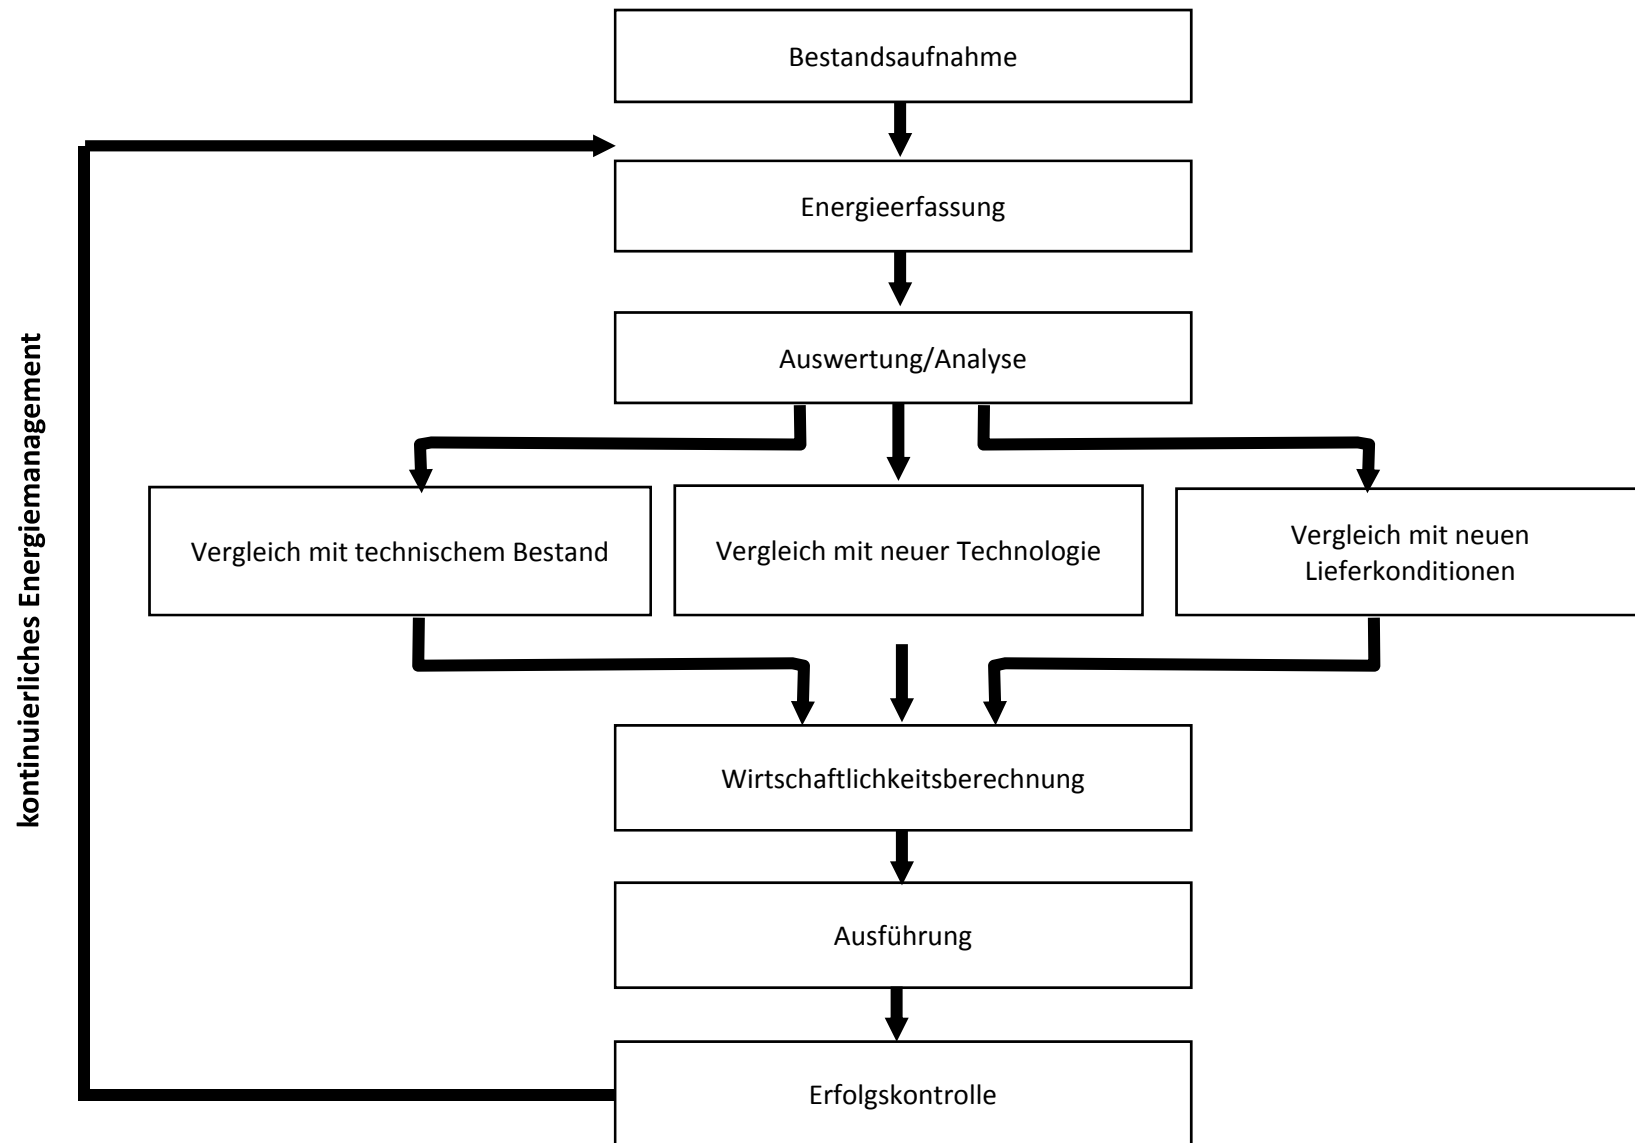 Bestandsaufnahme
Energieerfassung
Auswertung/Analyse
kontinuierliches Energiemanagement
Vergleich mit technischem Bestand
Vergleich mit neuer Technologie
Vergleich mit neuen
Lieferkonditionen
Wirtschaftlichkeitsberechnung
Ausführung
Erfolgskontrolle